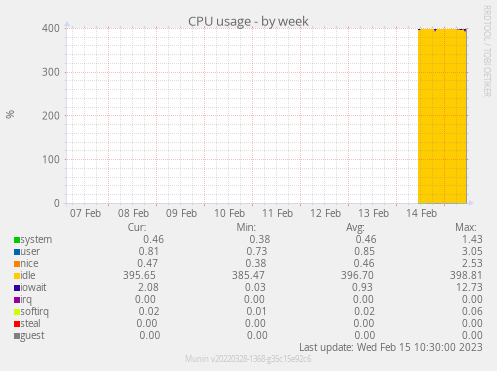 CPU usage - by week
RRDTOOL / TOBI OETIKER
%
400
300
200
100
0
07 Feb 08 Feb 09 Feb 10 Feb 11 Feb 12 Feb 13 Feb 14 Feb
Cur: Min: Avg: Max:
system 0.46 0.38 0.46 1.43
user 0.81 0.73 0.85 3.05
nice 0.47 0.38 0.46 2.53
idle 395.65 385.47 396.70 398.81
iowait 2.08 0.03 0.93 12.73
irq 0.00 0.00 0.00 0.00
softirq 0.02 0.01 0.02 0.06
steal 0.00 0.00 0.00 0.00
guest 0.00 0.00 0.00 0.00
Last update: Wed Feb 15 10:30:00 2023
Munin v20220328-1368-g35c15e92c6